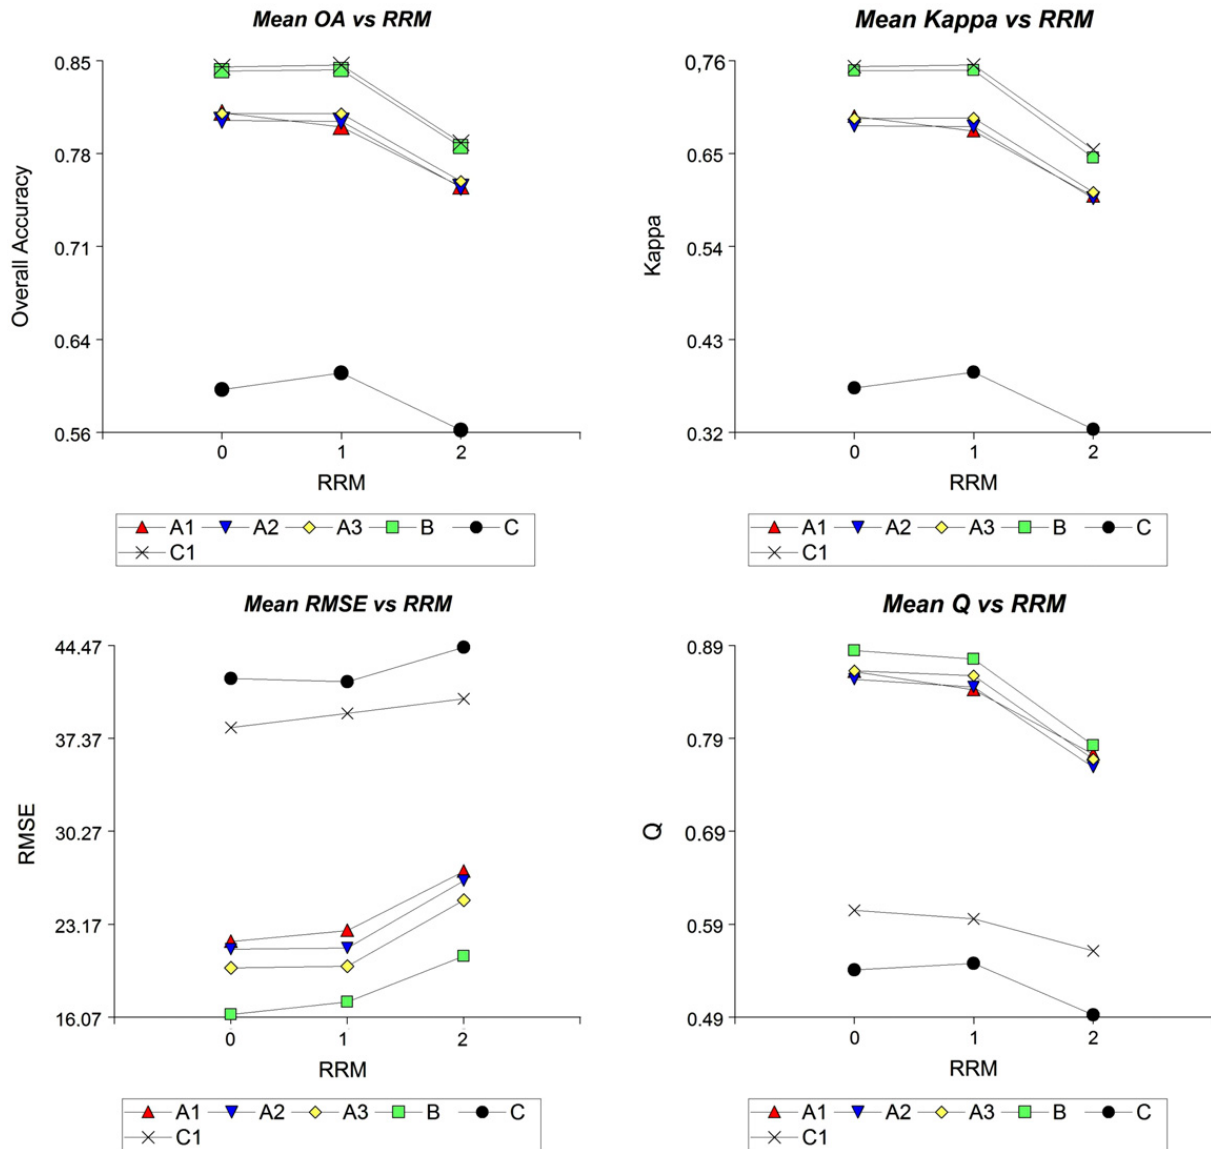 Mean OA vs RRM
0.85
0.78
0.71
0.64
0.56
Overall Accuracy
0 1 2
RRM
A1 A2 A3 B C
C1
Mean Kappa vs RRM
0,76
0.65
0.54
0.43
0.32
Kappa
0 1 2
RRM
A1 A2 A3 B C
C1
Mean RMSE vs RRM
44.47
37.37
30.27
23.17
16.07
RMSE
0 1 2
RRM
A1 A2 A3 B C
C1
Mean Q vs RRM
0.89
0.79
0.69
0.59
0.49
Q
0 1 2
RRM
A1 A2 A3 B C
C1